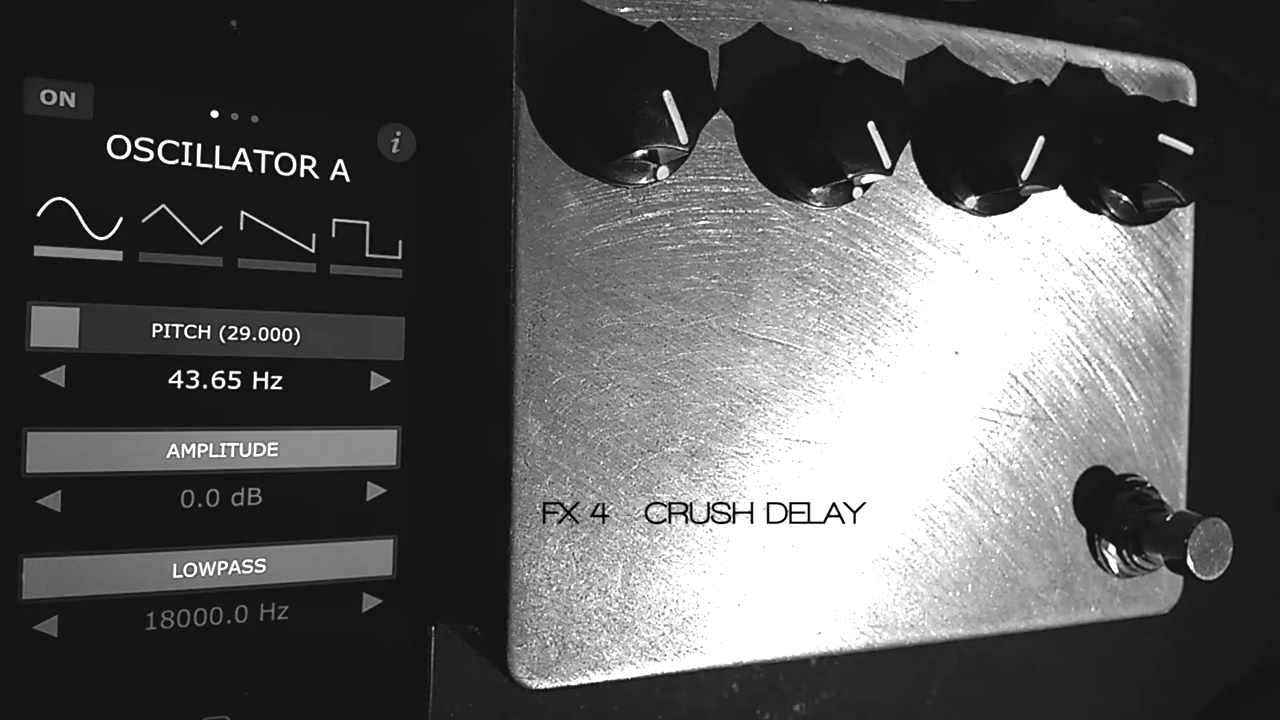 ON
i
OSCILLATOR A
PITCH (29.000)
43.65 Hz
AMPLITUDE
0.0 dB
LOWPASS
18000.0 Hz
FX 4 CRUSH DELAY